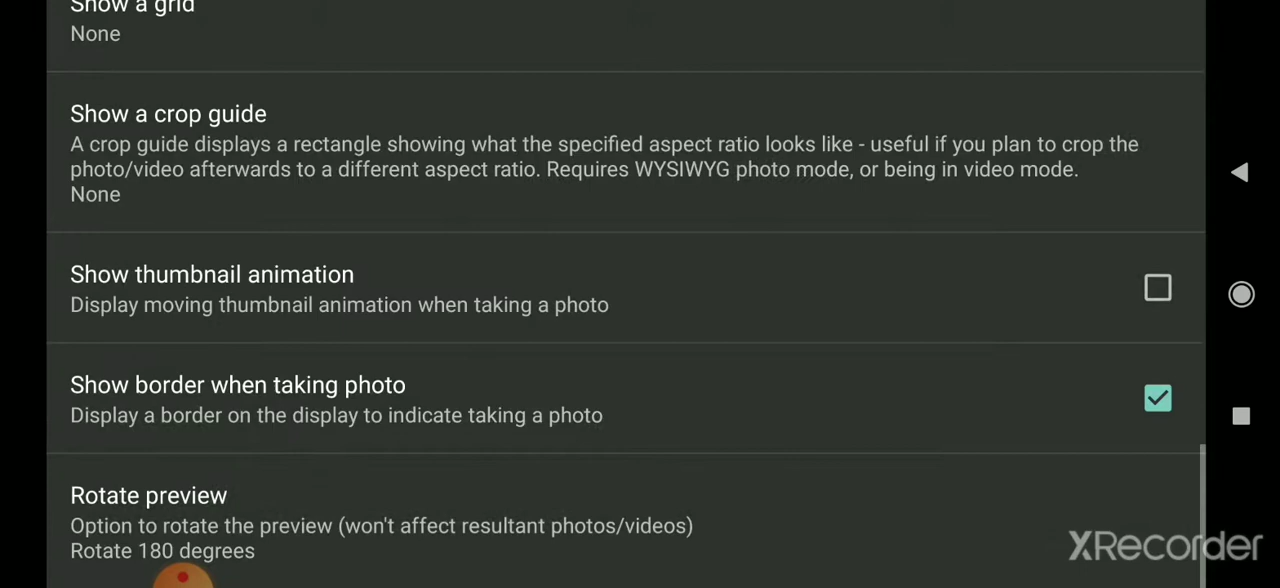 Show a grid
None
Show a crop guide
A crop guide displays a rectangle showing what the specified aspect ratio looks like - useful if you plan to crop the
photo/video afterwards to a different aspect ratio. Requires WYSIWYG photo mode, or being in video mode.
None
Show thumbnail animation
Display moving thumbnail animation when taking a photo
Show border when taking photo
Display a border on the display to indicate taking a photo
Rotate preview
Option to rotate the preview (won't affect resultant photos/videos)
Rotate 180 degrees
XRecorder